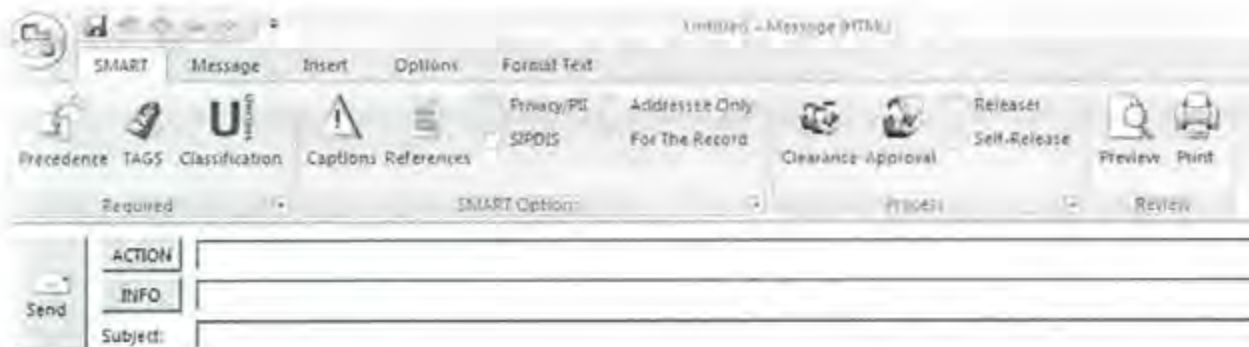 Untitled - Message (HTML)
SMART Message Insert Options Format Text
Privacy/PII Addressee Only Releaser
SIPDIS For The Record Self-Release
Precedence TAGS Classification Captions References Clearance Approval Preview Print
Required SMART Options Process Review
ACTION
INFO
Send
Subject: